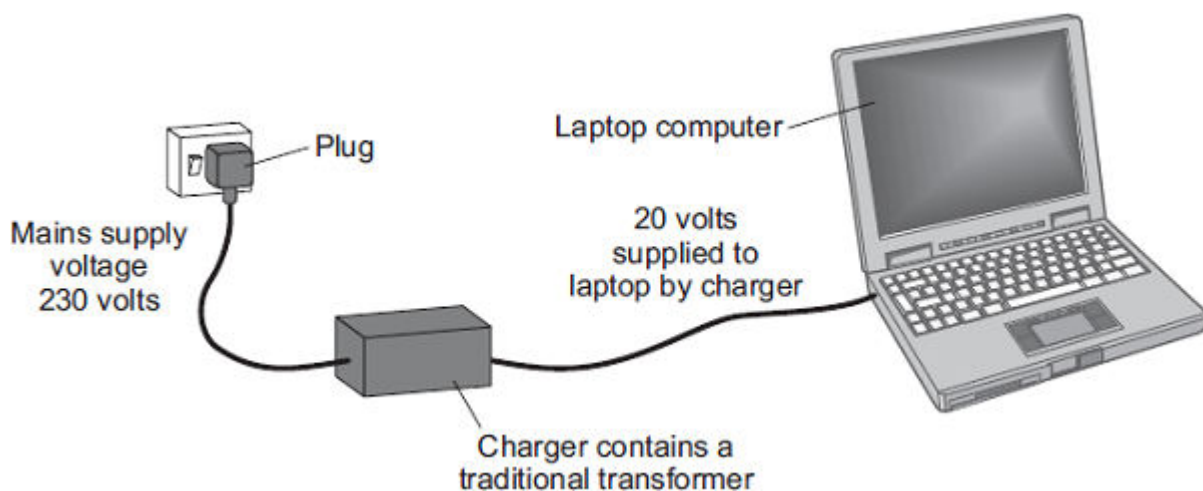 Plug
Laptop computer
Mains supply
voltage
230 volts
20 volts
supplied to
laptop by charger
Charger contains a
traditional transformer